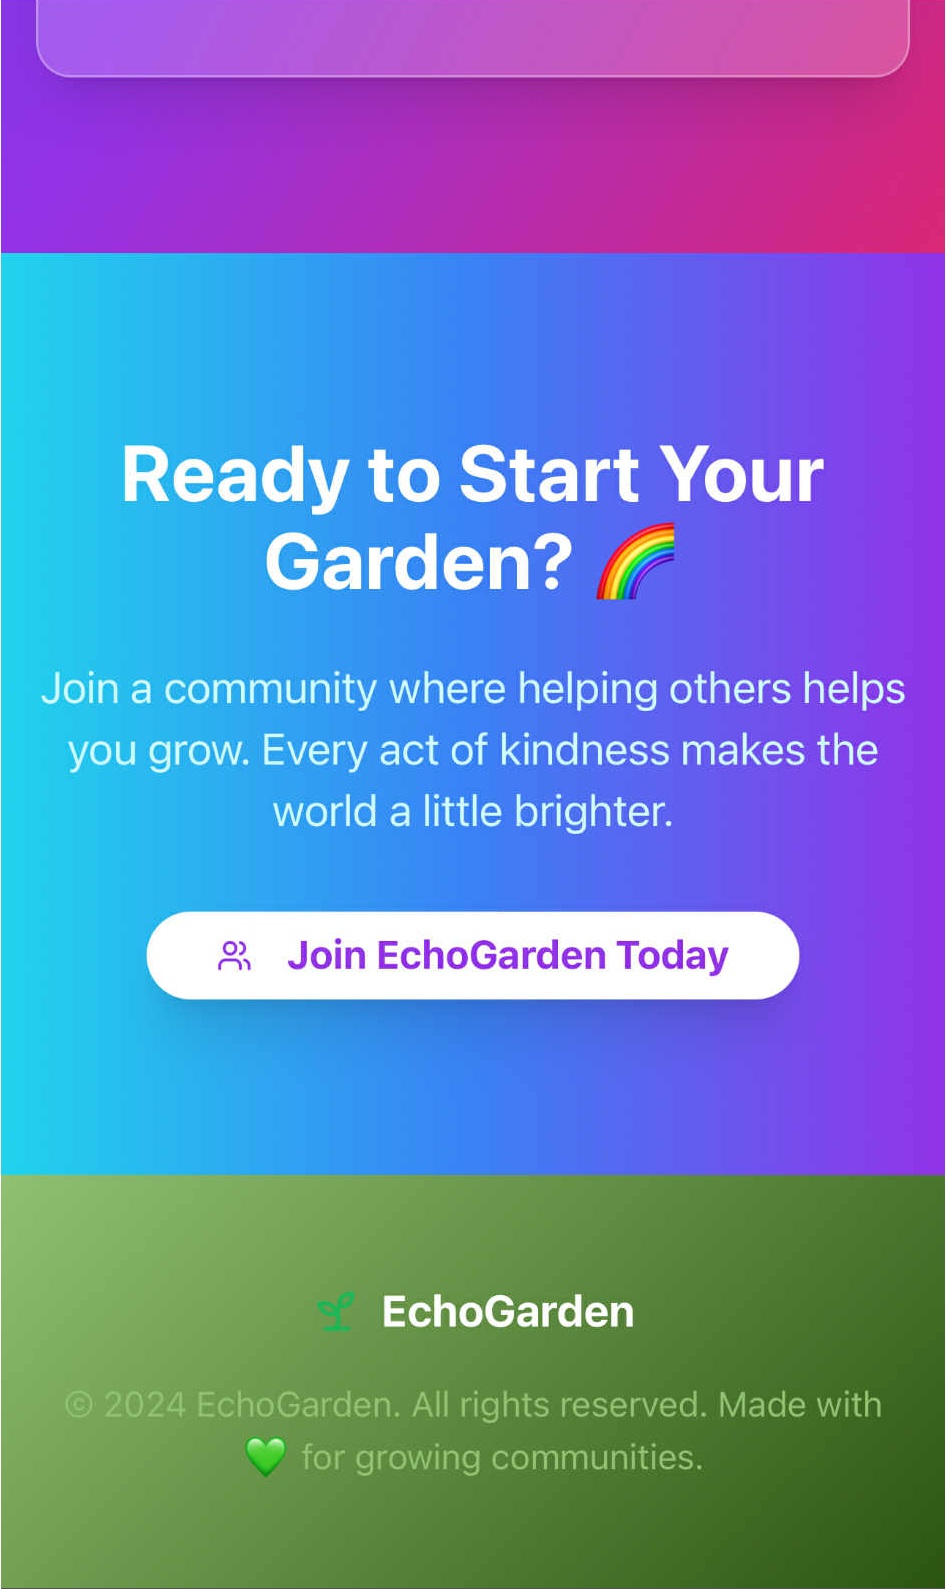 Ready to Start Your
Garden? 🌈
Join a community where helping others helps
you grow. Every act of kindness makes the
world a little brighter.
Join EchoGarden Today
EchoGarden
© 2024 EchoGarden. All rights reserved. Made with
💚 for growing communities.